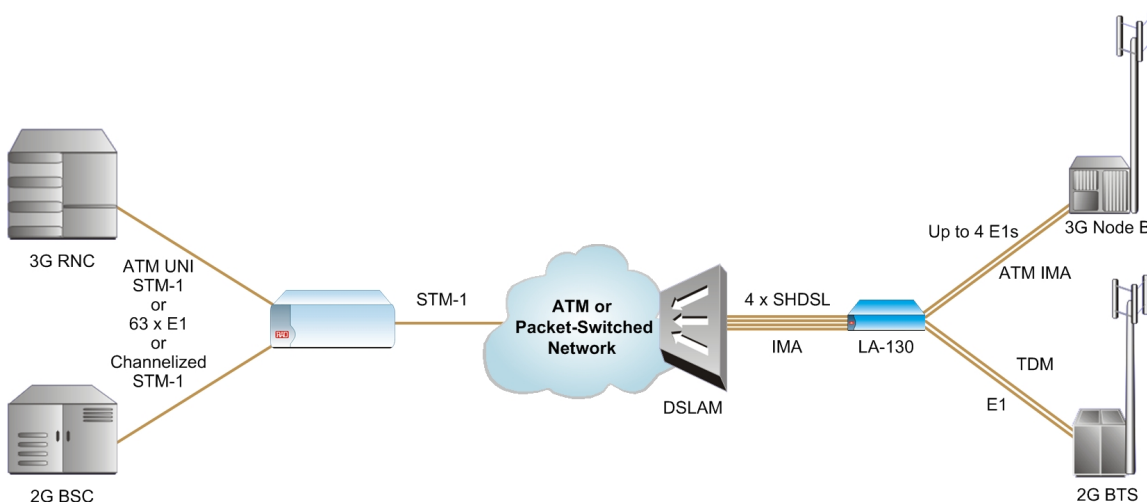 3G RNC
ATM UNI
STM-1
or
63 x E1
or
Channelized
STM-1
2G BSC
RAD
STM-1
ATM or
Packet-Switched
Network
DSLAM
4 x SHDSL
IMA
LA-130
Up to 4 E1s
ATM IMA
3G Node B
TDM
E1
2G BTS